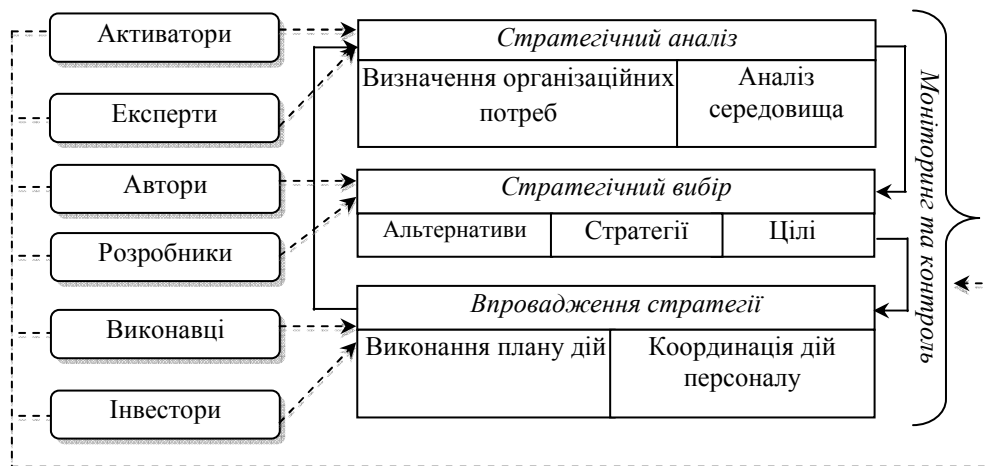 Активатори
Експерти
Автори
Розробники
Виконавці
Інвестори
Стратегічний аналіз
Визначення організаційних
потреб
Аналіз
середовища
Стратегічний вибір
Альтернативи
Стратегії
Цілі
Впровадження стратегії
Виконання плану дій
Координація дій
персоналу
Моніторинг та контроль